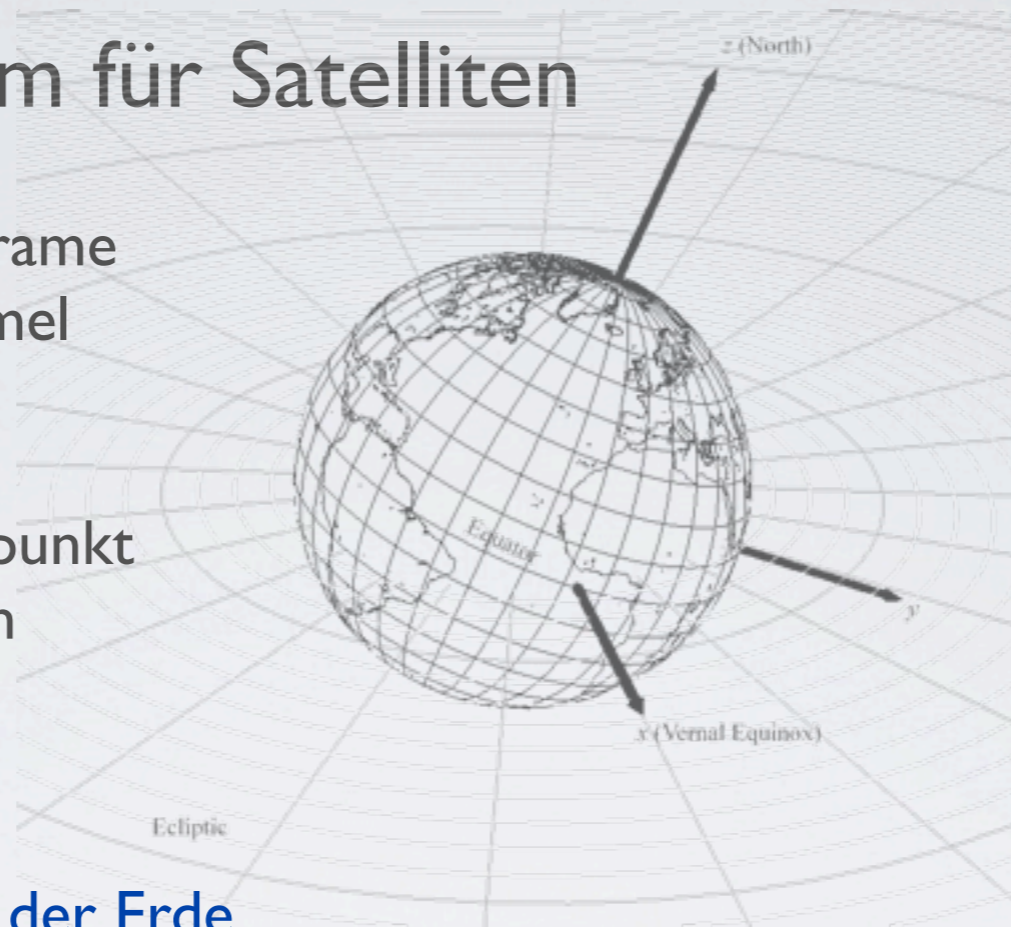 m für Satelliten
z (North)
rame
mel
punkt
n
Equator
y
x (Vernal Equinox)
Ecliptic
der Erde